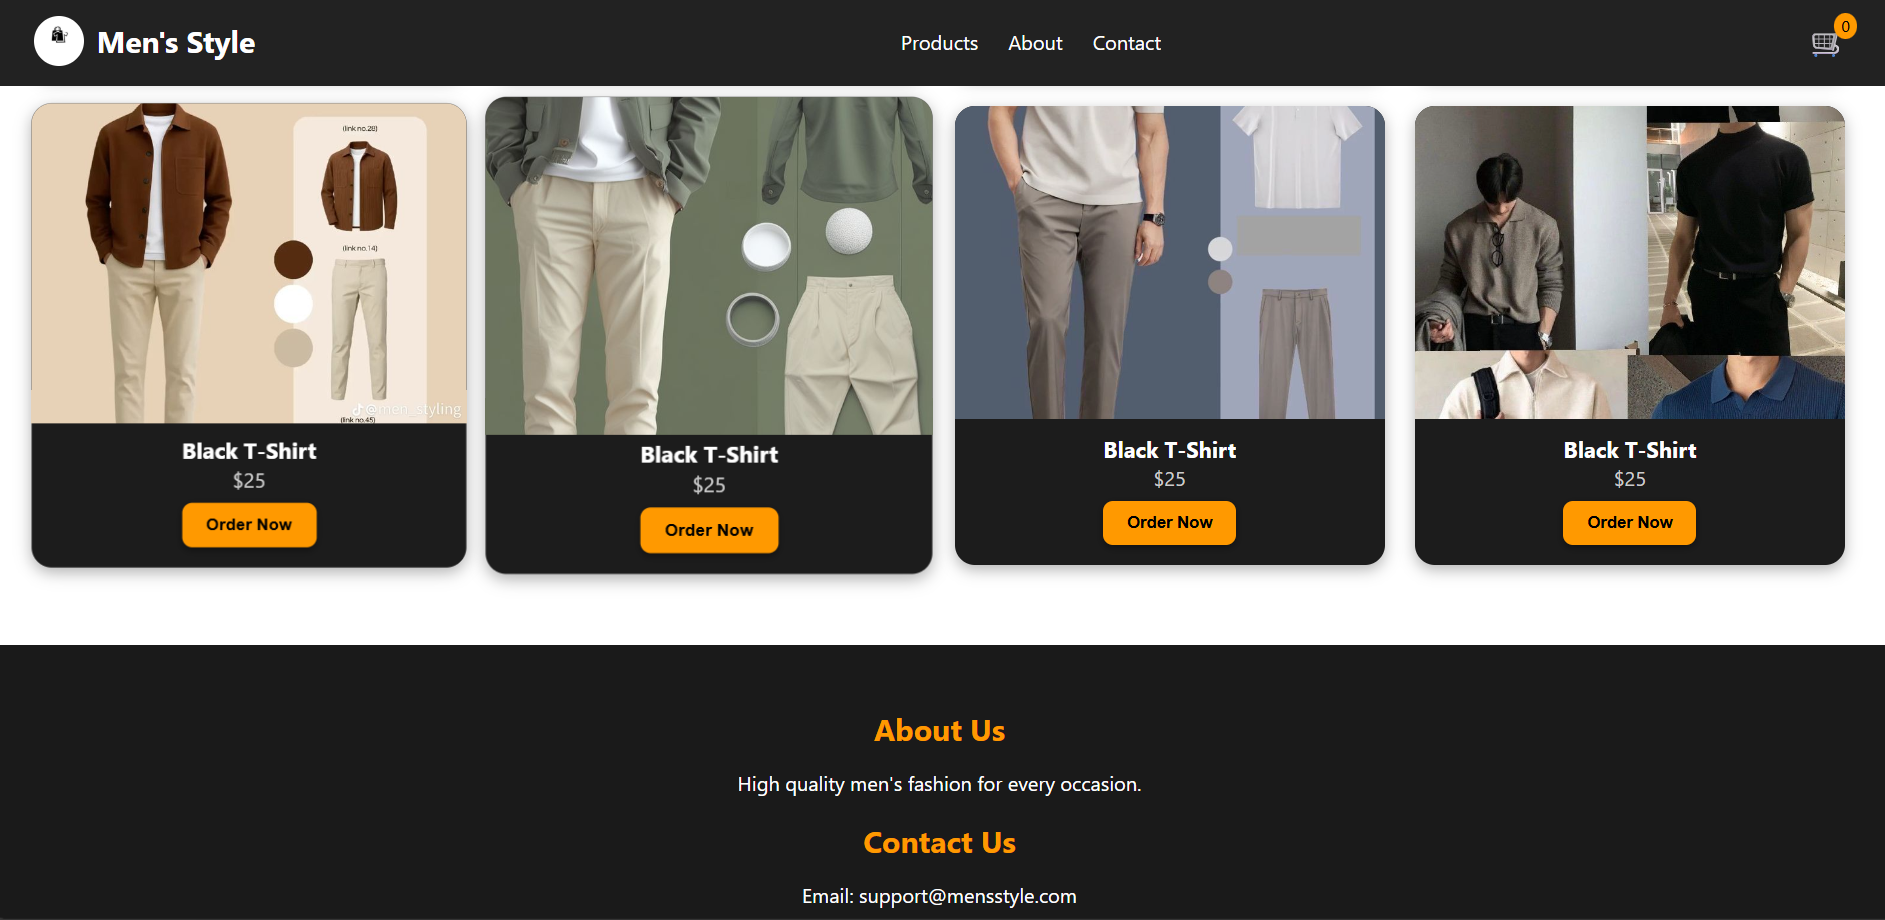 Men's Style
Products
About
Contact
0
(link no.28)
(link no.14)
@men_styling
(link no.45)
Black T-Shirt
$25
Order Now
Black T-Shirt
$25
Order Now
Black T-Shirt
$25
Order Now
Black T-Shirt
$25
Order Now
About Us
High quality men's fashion for every occasion.
Contact Us
Email: support@mensstyle.com